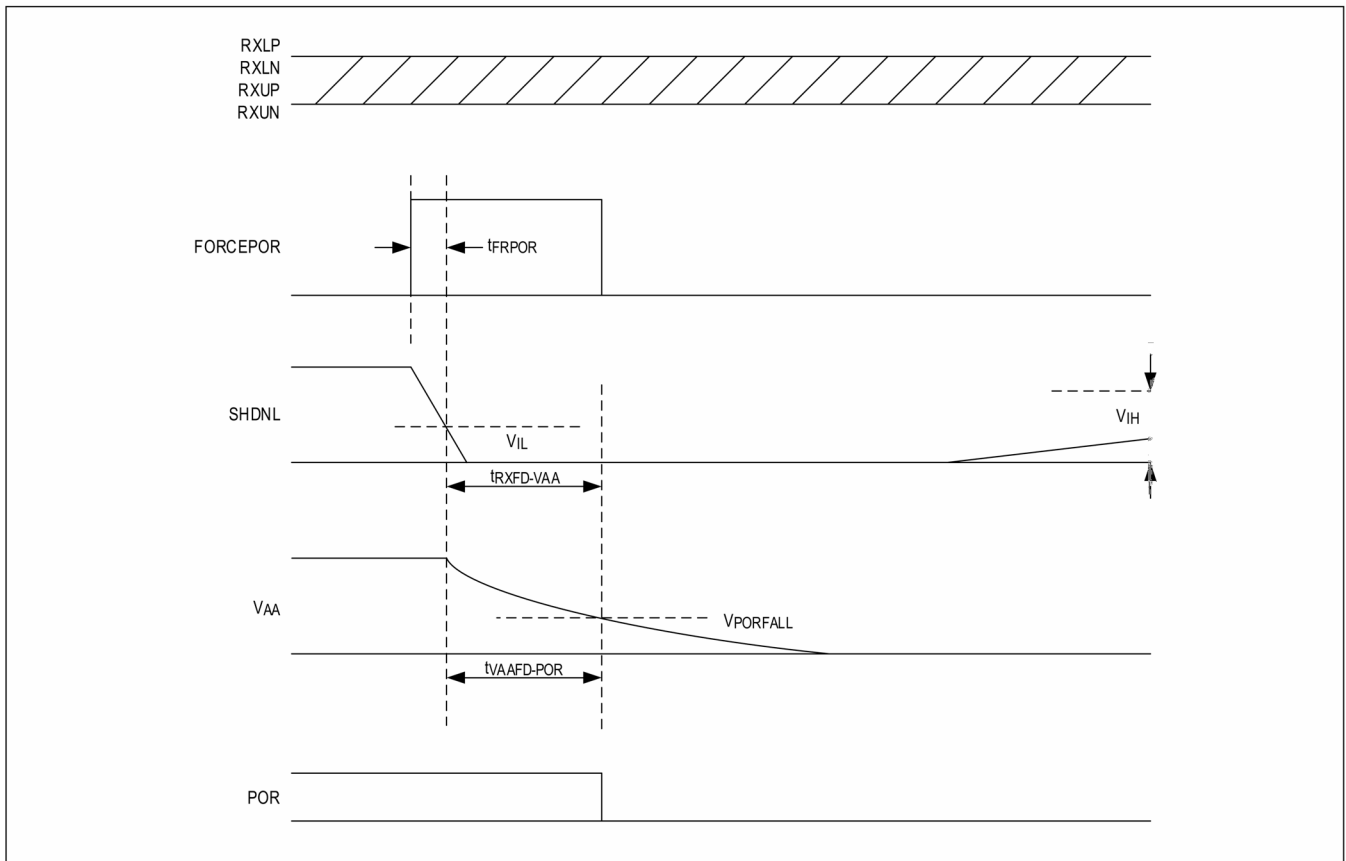 RXLP
RXLN
RXUP
RXUN
FORCEPOR
tFRPOR
SHDNL
VIL
VIH
tRXFD-VAA
VAA
VPORFALL
tVAAFD-POR
POR